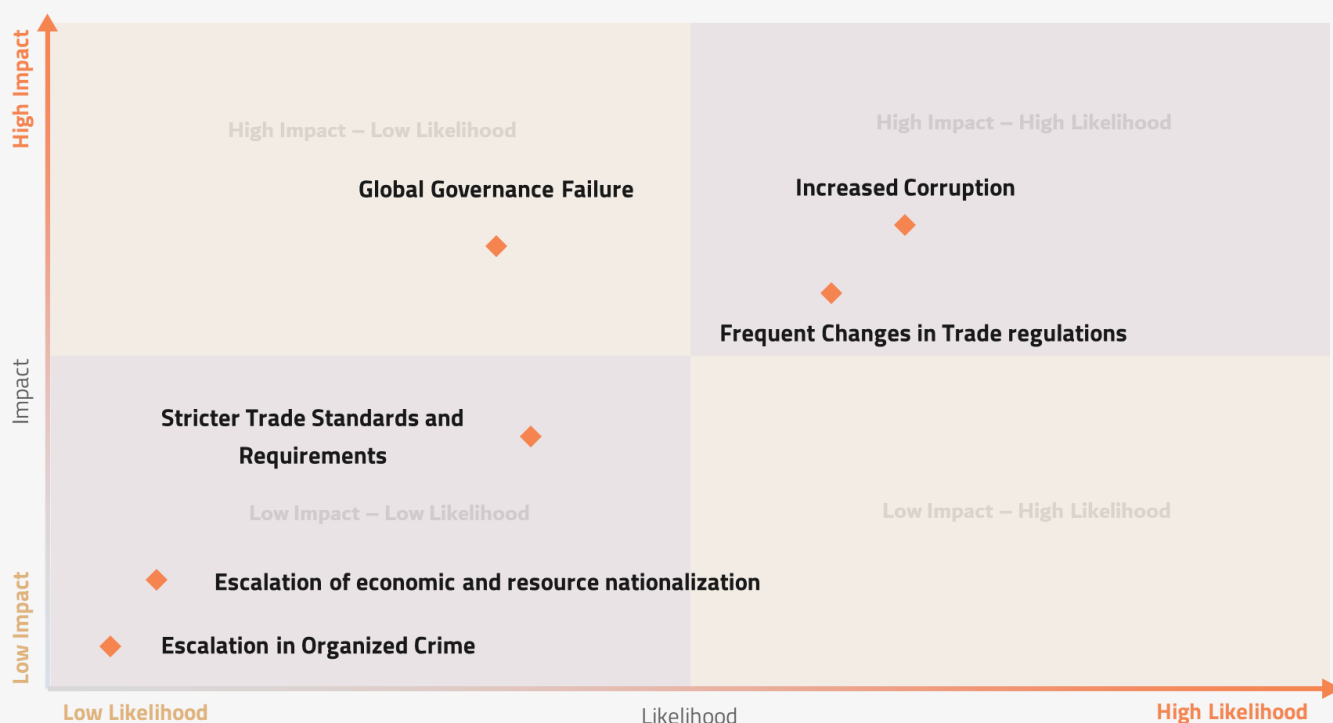 High Impact
High Impact – Low Likelihood
High Impact – High Likelihood
Global Governance Failure
Increased Corruption
Frequent Changes in Trade regulations
Impact
Stricter Trade Standards and
Requirements
Low Impact – Low Likelihood
Low Impact – High Likelihood
Low Impact
Escalation of economic and resource nationalization
Escalation in Organized Crime
Low Likelihood
Likelihood
High Likelihood